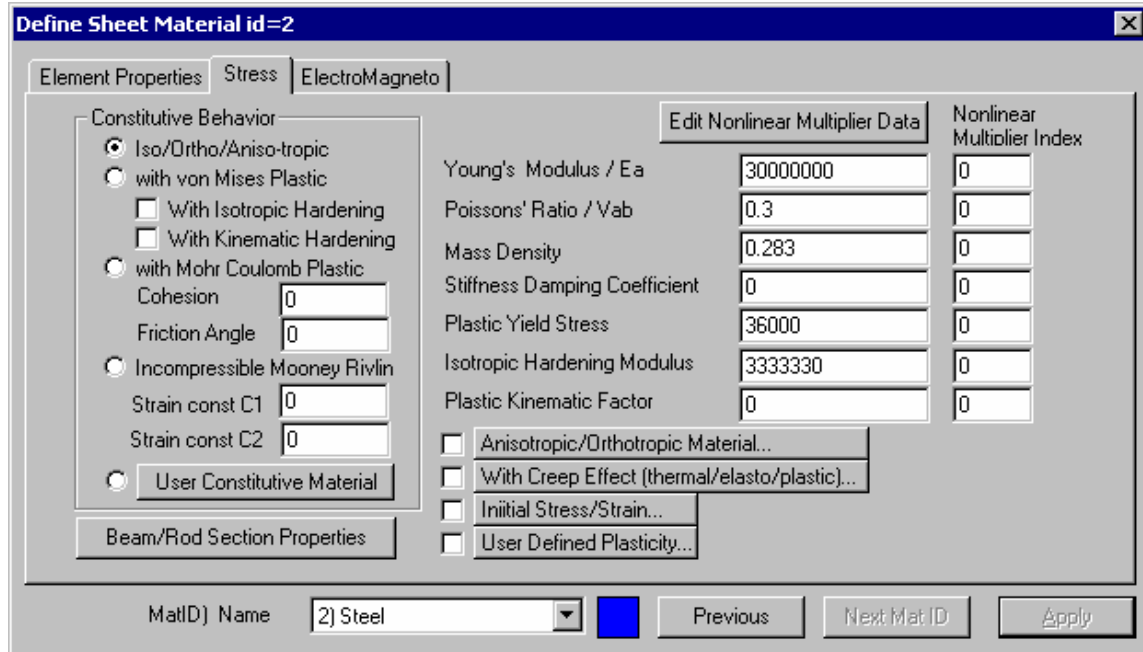 Define Sheet Material id=2
Element Properties
Stress
ElectroMagneto
Constitutive Behavior
Iso/Ortho/Aniso-tropic
with von Mises Plastic
With Isotropic Hardening
With Kinematic Hardening
with Mohr Coulomb Plastic
Cohesion 0
Friction Angle 0
Incompressible Mooney Rivlin
Strain const C1 0
Strain const C2 0
User Constitutive Material
Beam/Rod Section Properties
Edit Nonlinear Multiplier Data
Nonlinear
Multiplier Index
Young's Modulus / Ea 30000000 0
Poissons' Ratio / Vab 0.3 0
Mass Density 0.283 0
Stiffness Damping Coefficient 0 0
Plastic Yield Stress 36000 0
Isotropic Hardening Modulus 3333330 0
Plastic Kinematic Factor 0 0
Anisotropic/Orthotropic Material...
With Creep Effect (thermal/elasto/plastic)...
Iniitial Stress/Strain...
User Defined Plasticity...
MatID) Name 2) Steel Previous Next Mat ID Apply